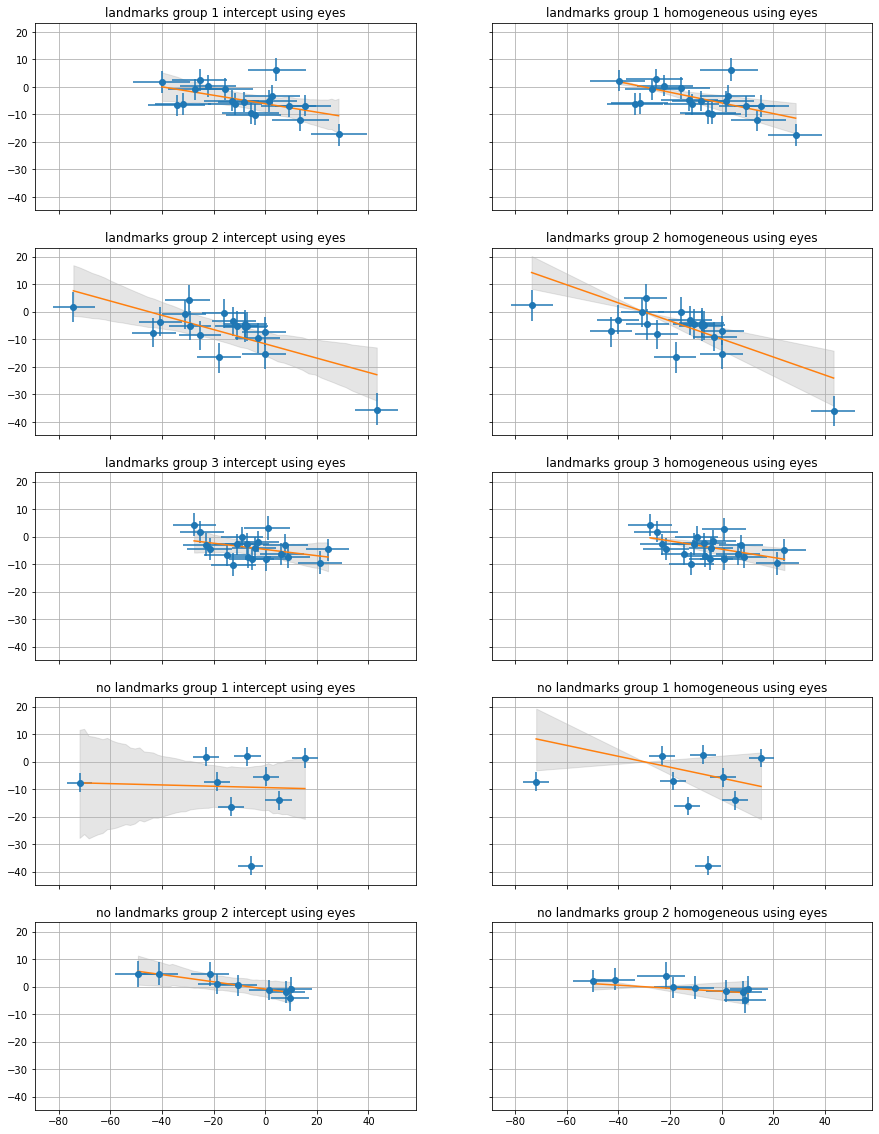 landmarks group 1 intercept using eyes
landmarks group 1 homogeneous using eyes
20
10
0
−10
−20
−30
−40
landmarks group 2 intercept using eyes
landmarks group 2 homogeneous using eyes
20
10
0
−10
−20
−30
−40
landmarks group 3 intercept using eyes
landmarks group 3 homogeneous using eyes
20
10
0
−10
−20
−30
−40
no landmarks group 1 intercept using eyes
no landmarks group 1 homogeneous using eyes
20
10
0
−10
−20
−30
−40
no landmarks group 2 intercept using eyes
no landmarks group 2 homogeneous using eyes
20
10
0
−10
−20
−30
−40
−80 −60 −40 −20 0 20 40
−80 −60 −40 −20 0 20 40